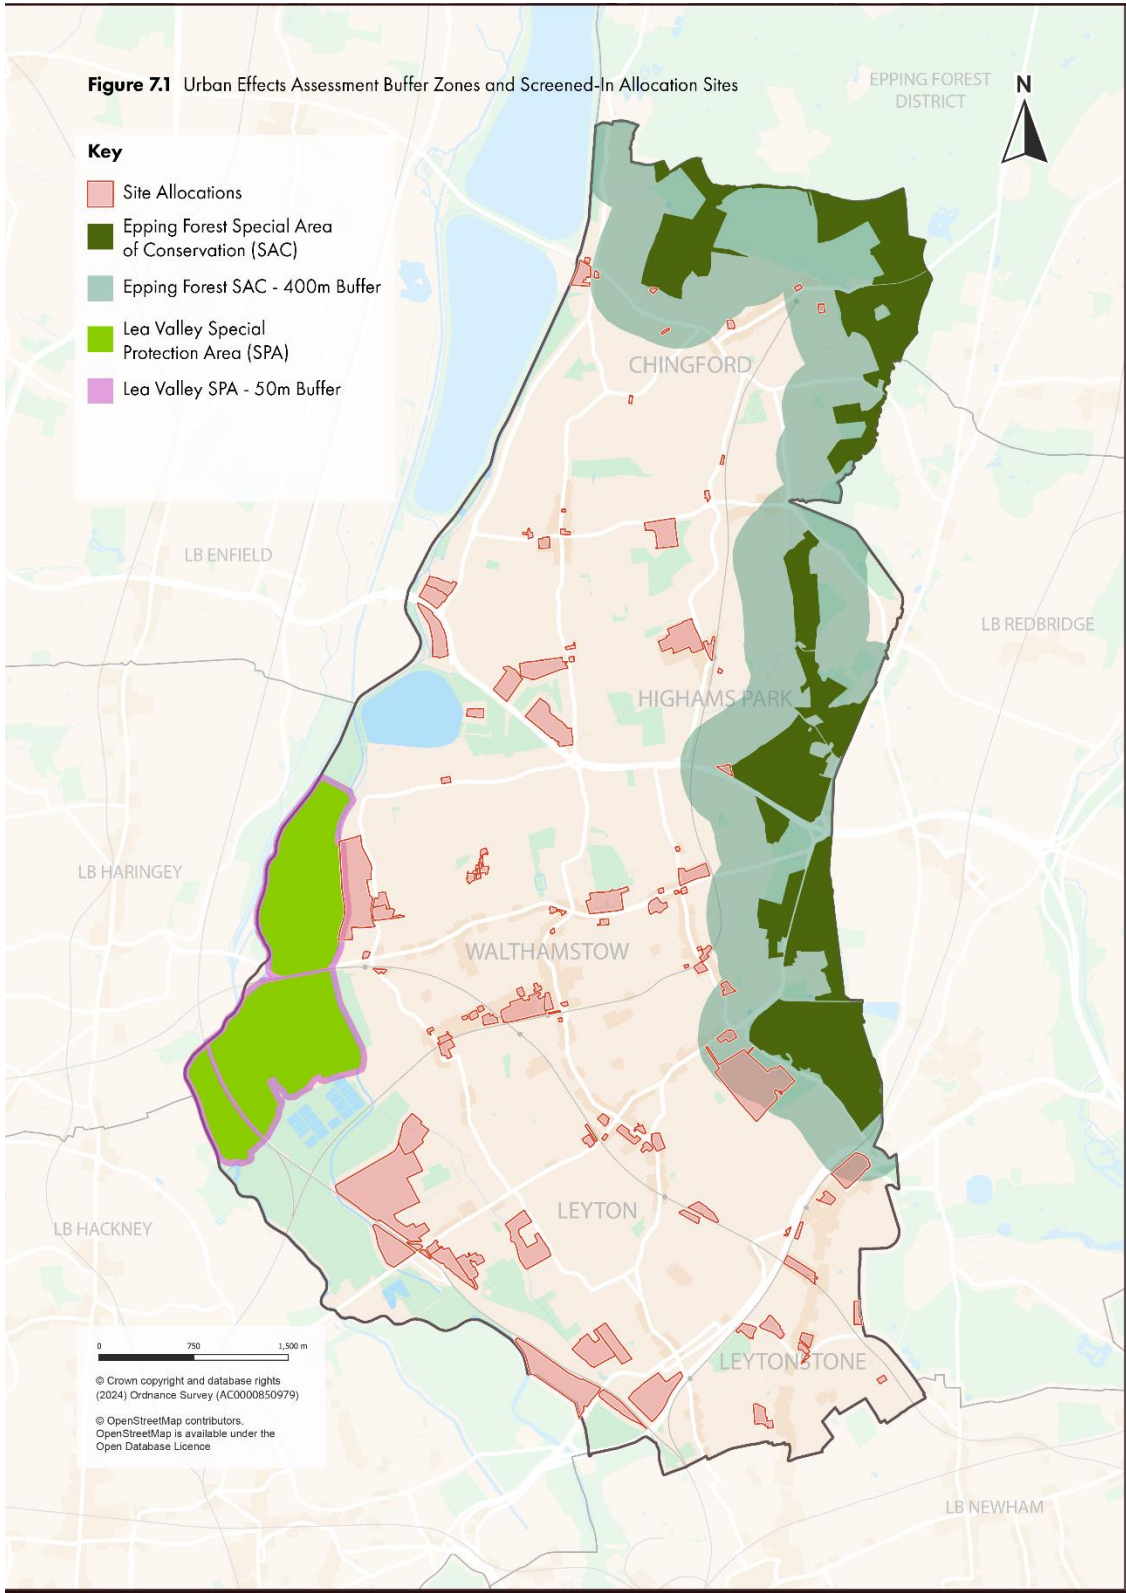 Figure 7.1 Urban Effects Assessment Buffer Zones and Screened-In Allocation Sites
EPPING FOREST
DISTRICT
N
Key
Site Allocations
Epping Forest Special Area
of Conservation (SAC)
Epping Forest SAC - 400m Buffer
Lea Valley Special
Protection Area (SPA)
Lea Valley SPA - 50m Buffer
CHINGFORD
LB ENFIELD
LB REDBRIDGE
HIGHAMS PARK
LB HARINGEY
WALTHAMSTOW
LEYTON
LB HACKNEY
LEYTONSTONE
0 750 1,500 m
© Crown copyright and database rights
(2024) Ordnance Survey (AC0000850979)
© OpenStreetMap contributors.
OpenStreetMap is available under the
Open Database Licence
LB NEWHAM